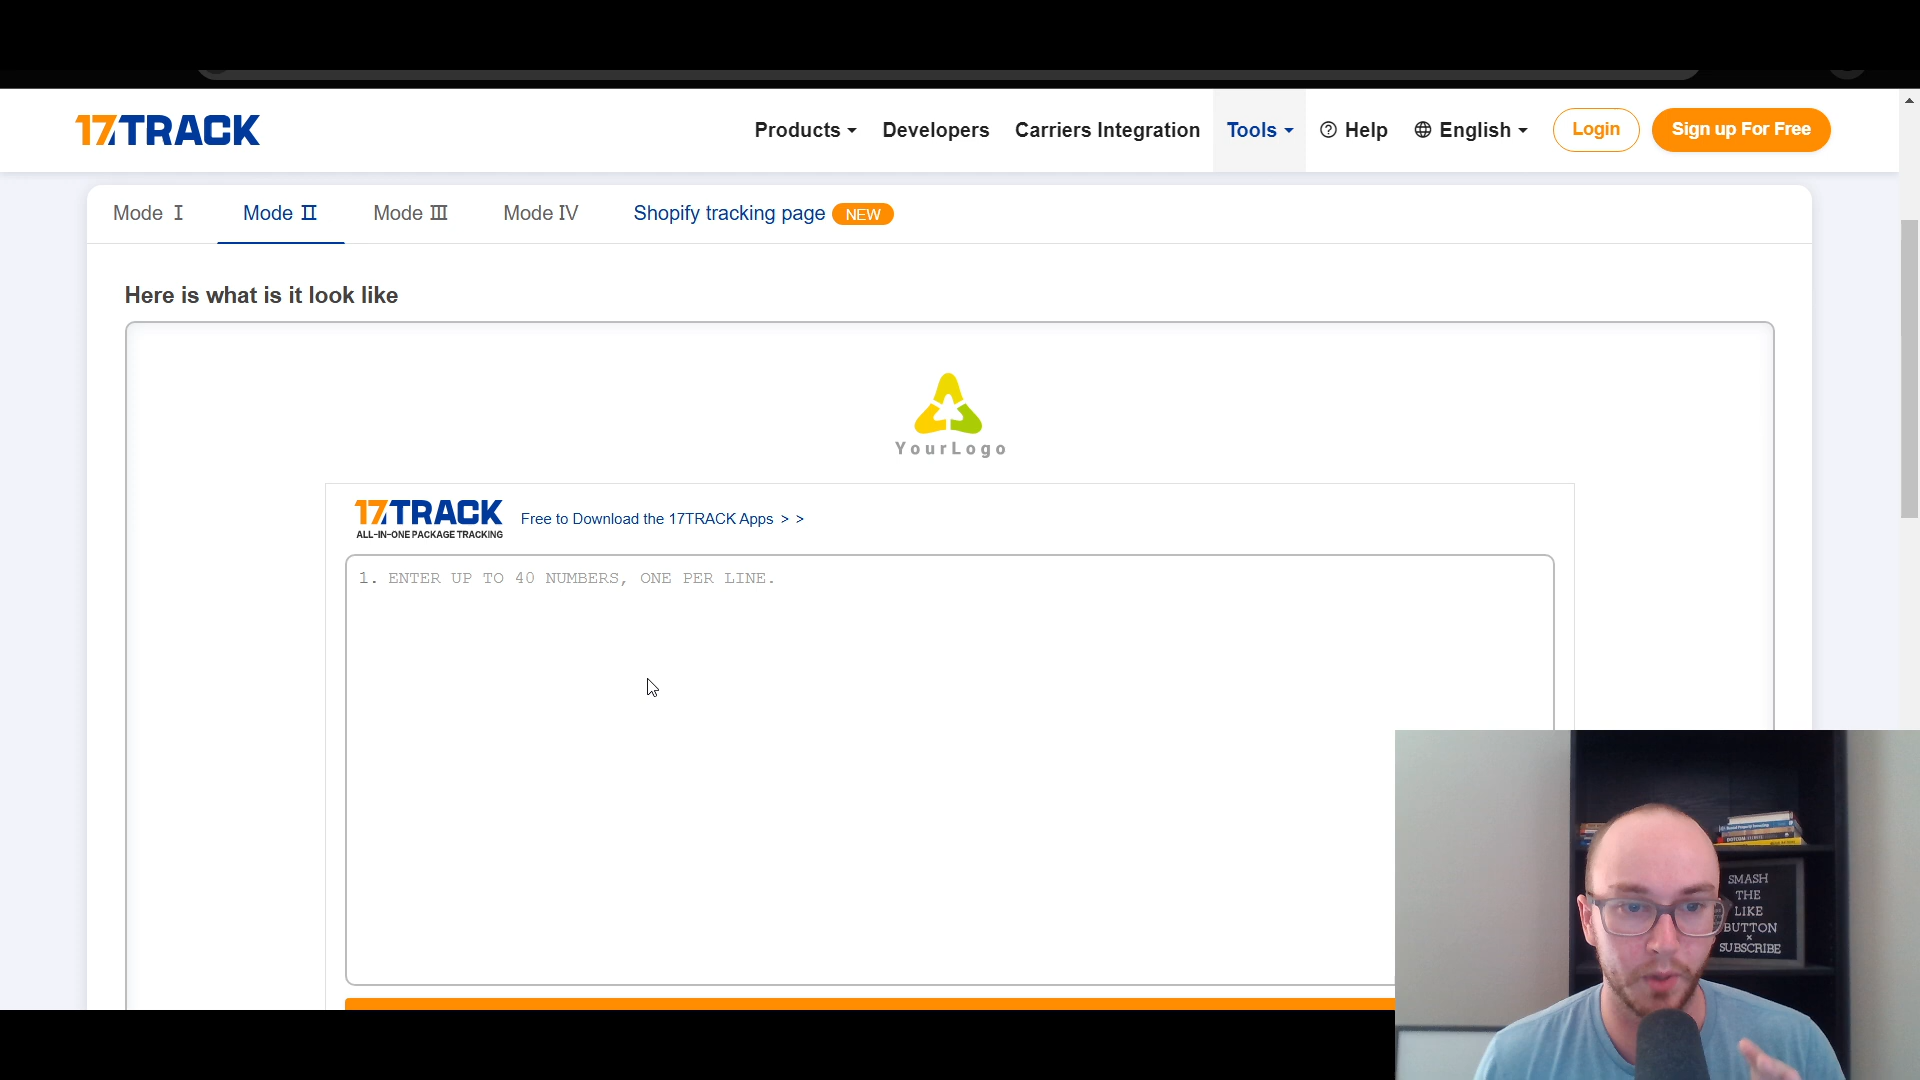 17TRACK
Products
Developers
Carriers Integration
Tools
Help
English
Login
Sign up For Free
Mode Ⅰ
Mode Ⅱ
Mode Ⅲ
Mode Ⅳ
Shopify tracking page NEW
Here is what is it look like
YourLogo
17TRACK
ALL-IN-ONE PACKAGE TRACKING
Free to Download the 17TRACK Apps > >
1. ENTER UP TO 40 NUMBERS, ONE PER LINE.
SMASH
THE
LIKE
BUTTON
SUBSCRIBE